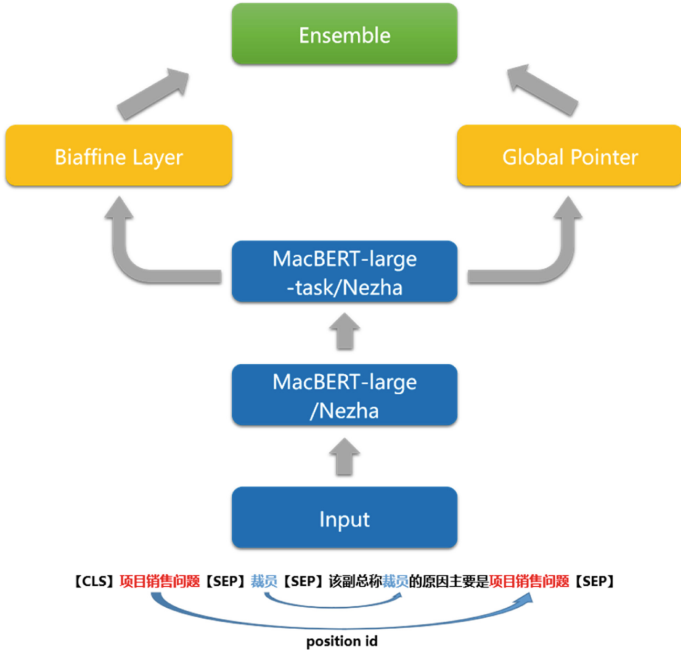 Ensemble
Biaffine Layer
Global Pointer
MacBERT-large
-task/Nezha
MacBERT-large
/Nezha
Input
【CLS】项目销售问题【SEP】裁员【SEP】该副总称裁员的原因主要是项目销售问题【SEP】
position id